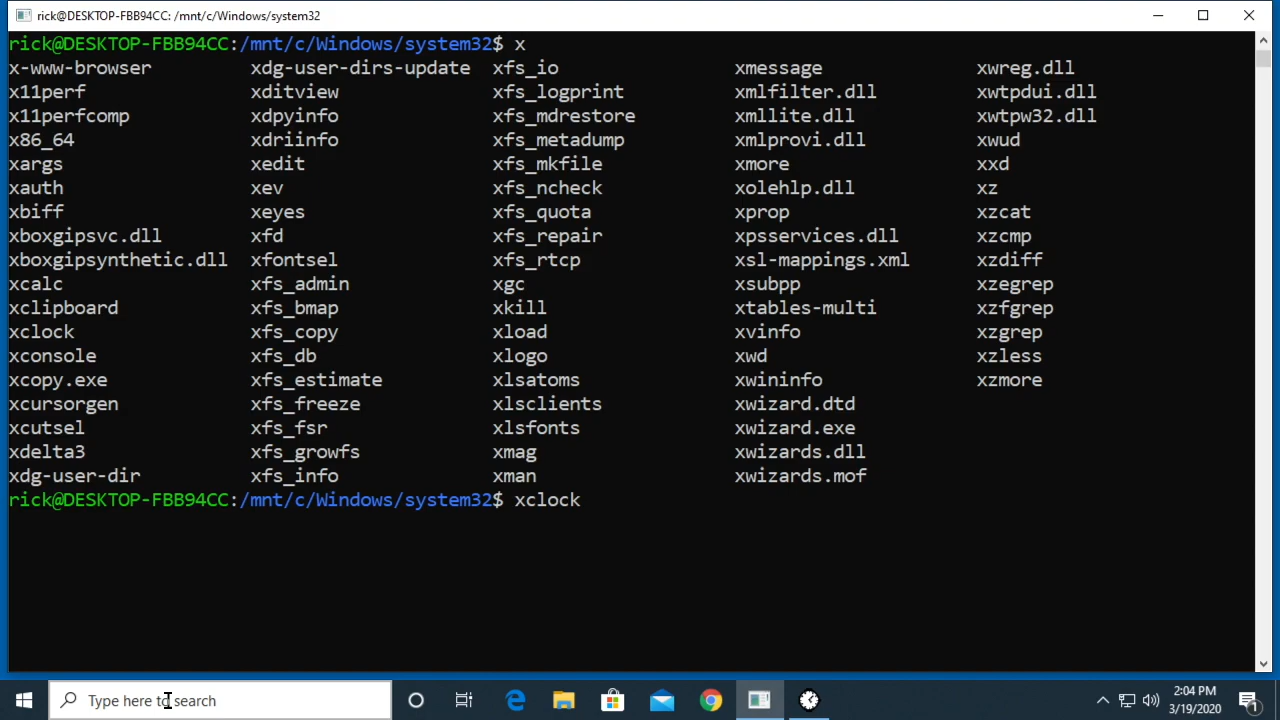 rick@DESKTOP-FBB94CC: /mnt/c/Windows/system32
rick@DESKTOP-FBB94CC:/mnt/c/Windows/system32$ x
x-www-browser xdg-user-dirs-update xfs_io xmessage xwreg.dll
x11perf xditview xfs_logprint xmlfilter.dll xwtpdui.dll
x11perfcomp xdpyinfo xfs_mdrestore xmllite.dll xwtpw32.dll
x86_64 xdriinfo xfs_metadump xmlprovi.dll xwud
xargs xedit xfs_mkfile xmore xxd
xauth xev xfs_ncheck xolehlp.dll xz
xbiff xeyes xfs_quota xprop xzcat
xboxgipsvc.dll xfd xfs_repair xpsservices.dll xzcmp
xboxgipsynthetic.dll xfontsel xfs_rtcp xsl-mappings.xml xzdiff
xcalc xfs_admin xgc xsubpp xzegrep
xclipboard xfs_bmap xkill xtables-multi xzfgrep
xclock xfs_copy xload xvinfo xzgrep
xconsole xfs_db xlogo xwd xzless
xcopy.exe xfs_estimate xlsatoms xwininfo xzmore
xcursorgen xfs_freeze xlsclients xwizard.dtd
xcutsel xfs_fsr xlsfonts xwizard.exe
xdelta3 xfs_growfs xmag xwizards.dll
xdg-user-dir xfs_info xman xwizards.mof
rick@DESKTOP-FBB94CC:/mnt/c/Windows/system32$ xclock
Type here to search
2:04 PM
3/19/2020
1